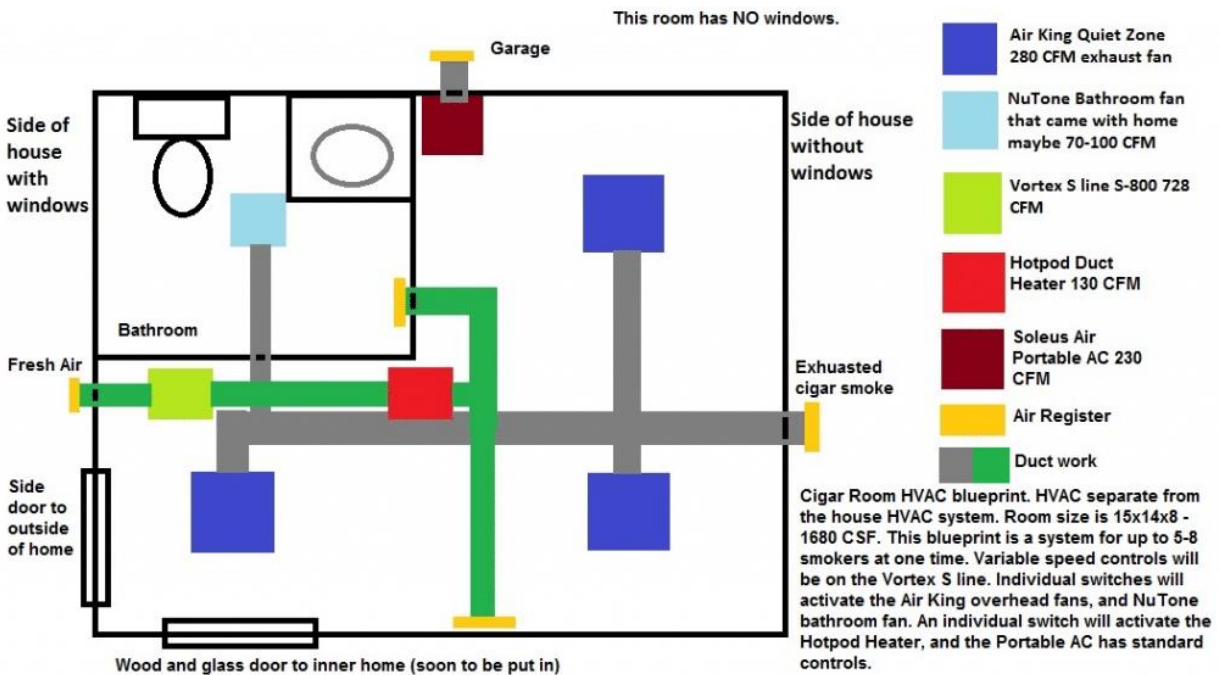 This room has NO windows.
Garage
Side of
house
with
windows
Side of house
without
windows
Bathroom
Fresh Air
Exhuasted
cigar smoke
Side
door to
outside
of home
Wood and glass door to inner home (soon to be put in)
Air King Quiet Zone
280 CFM exhaust fan
NuTone Bathroom fan
that came with home
maybe 70-100 CFM
Vortex S line S-800 728
CFM
Hotpod Duct
Heater 130 CFM
Soleus Air
Portable AC 230
CFM
Air Register
Duct work
Cigar Room HVAC blueprint. HVAC separate from
the house HVAC system. Room size is 15x14x8 -
1680 CSF. This blueprint is a system for up to 5-8
smokers at one time. Variable speed controls will
be on the Vortex S line. Individual switches will
activate the Air King overhead fans, and NuTone
bathroom fan. An individual switch will activate the
Hotpod Heater, and the Portable AC has standard
controls.